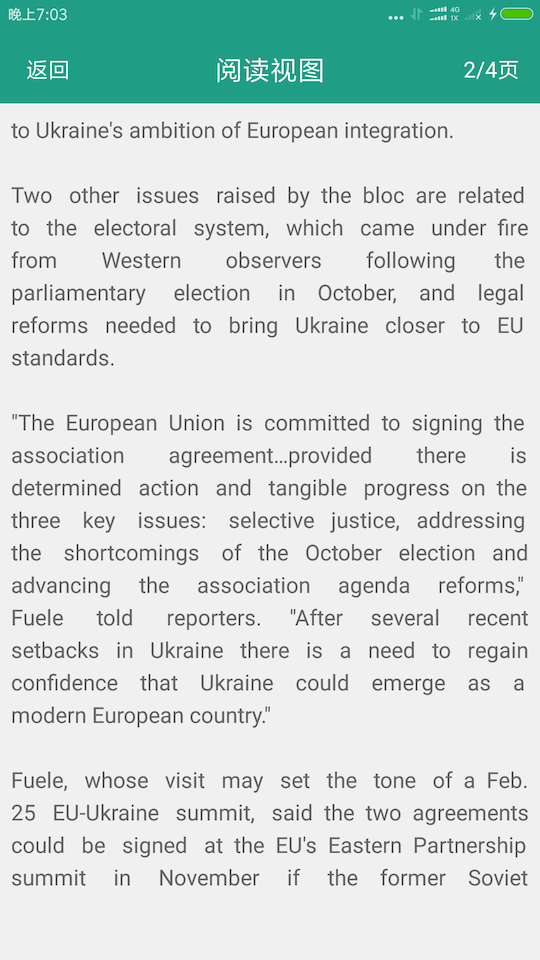 晚上7:03
4G
1X
返回
阅读视图
2/4页
to Ukraine's ambition of European integration.
Two other issues raised by the bloc are related
to the electoral system, which came under fire
from Western observers following the
parliamentary election in October, and legal
reforms needed to bring Ukraine closer to EU
standards.
"The European Union is committed to signing the
association agreement…provided there is
determined action and tangible progress on the
three key issues: selective justice, addressing
the shortcomings of the October election and
advancing the association agenda reforms,"
Fuele told reporters. "After several recent
setbacks in Ukraine there is a need to regain
confidence that Ukraine could emerge as a
modern European country."
Fuele, whose visit may set the tone of a Feb.
25 EU-Ukraine summit, said the two agreements
could be signed at the EU's Eastern Partnership
summit in November if the former Soviet